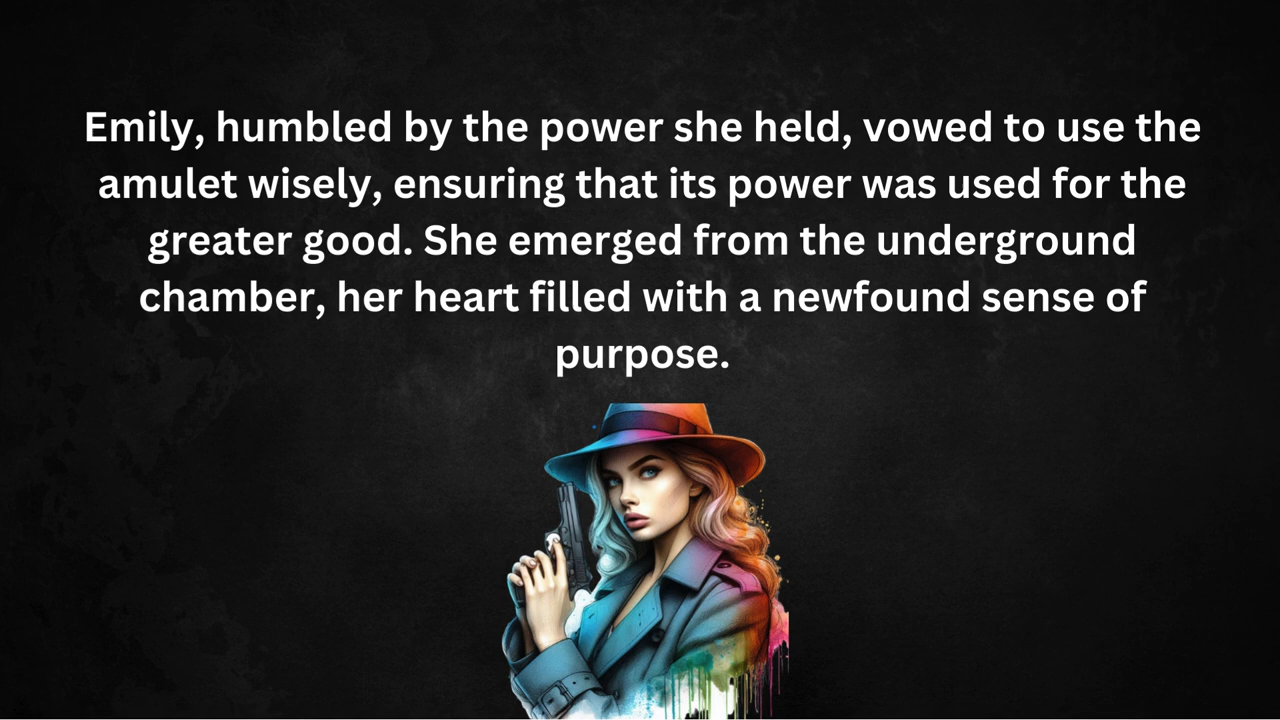 Emily, humbled by the power she held, vowed to use the
amulet wisely, ensuring that its power was used for the
greater good. She emerged from the underground
chamber, her heart filled with a newfound sense of
purpose.